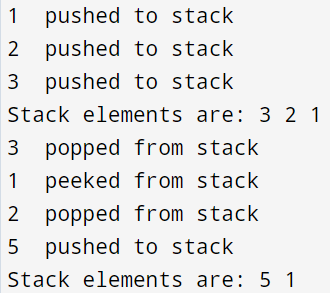 1  pushed to stack
2  pushed to stack
3  pushed to stack
Stack elements are: 3 2 1
3  popped from stack
1  peeked from stack
2  popped from stack
5  pushed to stack
Stack elements are: 5 1